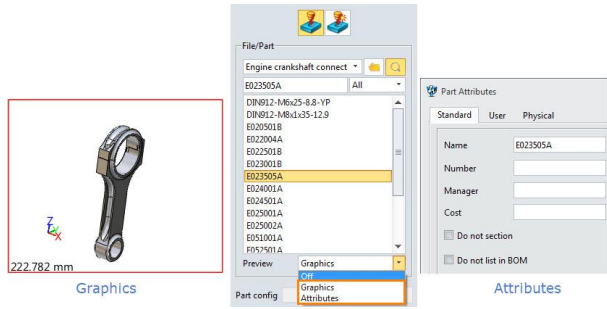 Z
X
222.782 mm
Graphics
File/Part
Engine crankshaft connect
E023505A
All
DIN912-M6x25-8.8-YP
DIN912-M8x1x35-12.9
E020501B
E022004A
E022501B
E023001B
E023505A
E024001A
E024501A
E025001A
E025002A
E051001A
E052501A
Preview
Graphics
Off
Graphics
Attributes
Part config
Part Attributes
Standard
User
Physical
Name
E023505A
Number
Manager
Cost
Do not section
Do not list in BOM
Attributes